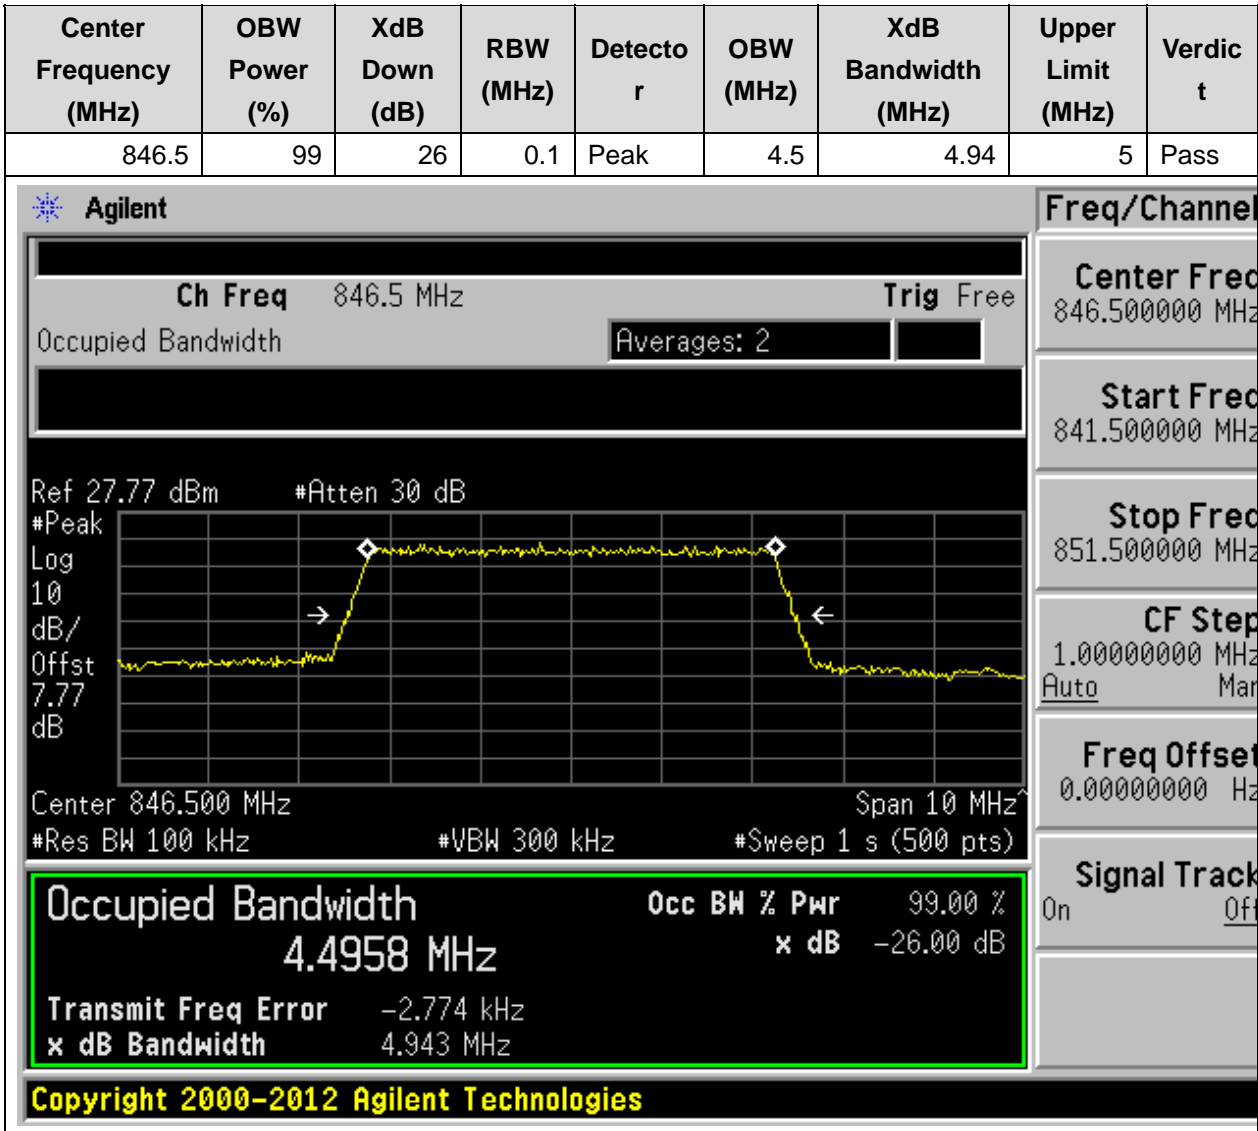 Center Frequency (MHz) OBW Power (%) XdB Down (dB) RBW (MHz) Detector OBW (MHz) XdB Bandwidth (MHz) Upper Limit (MHz) Verdict
846.5 99 26 0.1 Peak 4.5 4.94 5 Pass
Agilent
Freq/Channel
Ch Freq 846.5 MHz Trig Free
Occupied Bandwidth Averages: 2
Ref 27.77 dBm #Atten 30 dB
#Peak
Log
10
dB/
Offst
7.77
dB
Center 846.500 MHz Span 10 MHz^
#Res BW 100 kHz #VBW 300 kHz #Sweep 1 s (500 pts)
Occupied Bandwidth Occ BW % Pwr 99.00 %
4.4958 MHz x dB -26.00 dB
Transmit Freq Error -2.774 kHz
x dB Bandwidth 4.943 MHz
Center Freq
846.500000 MHz
Start Freq
841.500000 MHz
Stop Freq
851.500000 MHz
CF Step
1.00000000 MHz
Auto Man
Freq Offset
0.00000000 Hz
Signal Track
On Off
Copyright 2000-2012 Agilent Technologies